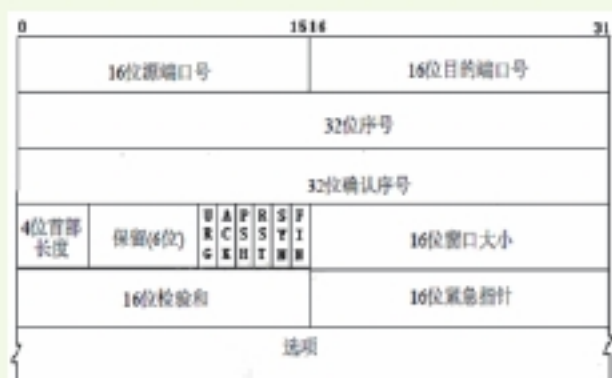 0 15 16 31
16位源端口号 16位目的端口号
32位序号
32位确认序号
4位首部长度 保留(6位) URG ACK PSH RST SYN FIN 16位窗口大小
16位检验和 16位紧急指针
选项